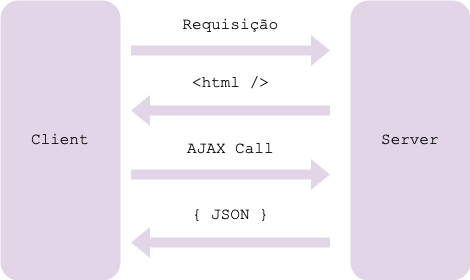 Requisição
<html />
Client
Server
AJAX Call
{ JSON }